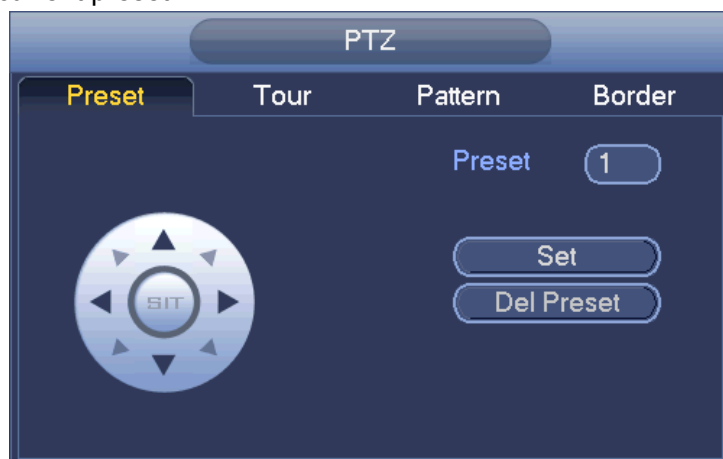 PTZ
Preset Tour Pattern Border
Preset 1
SIT
Set
Del Preset